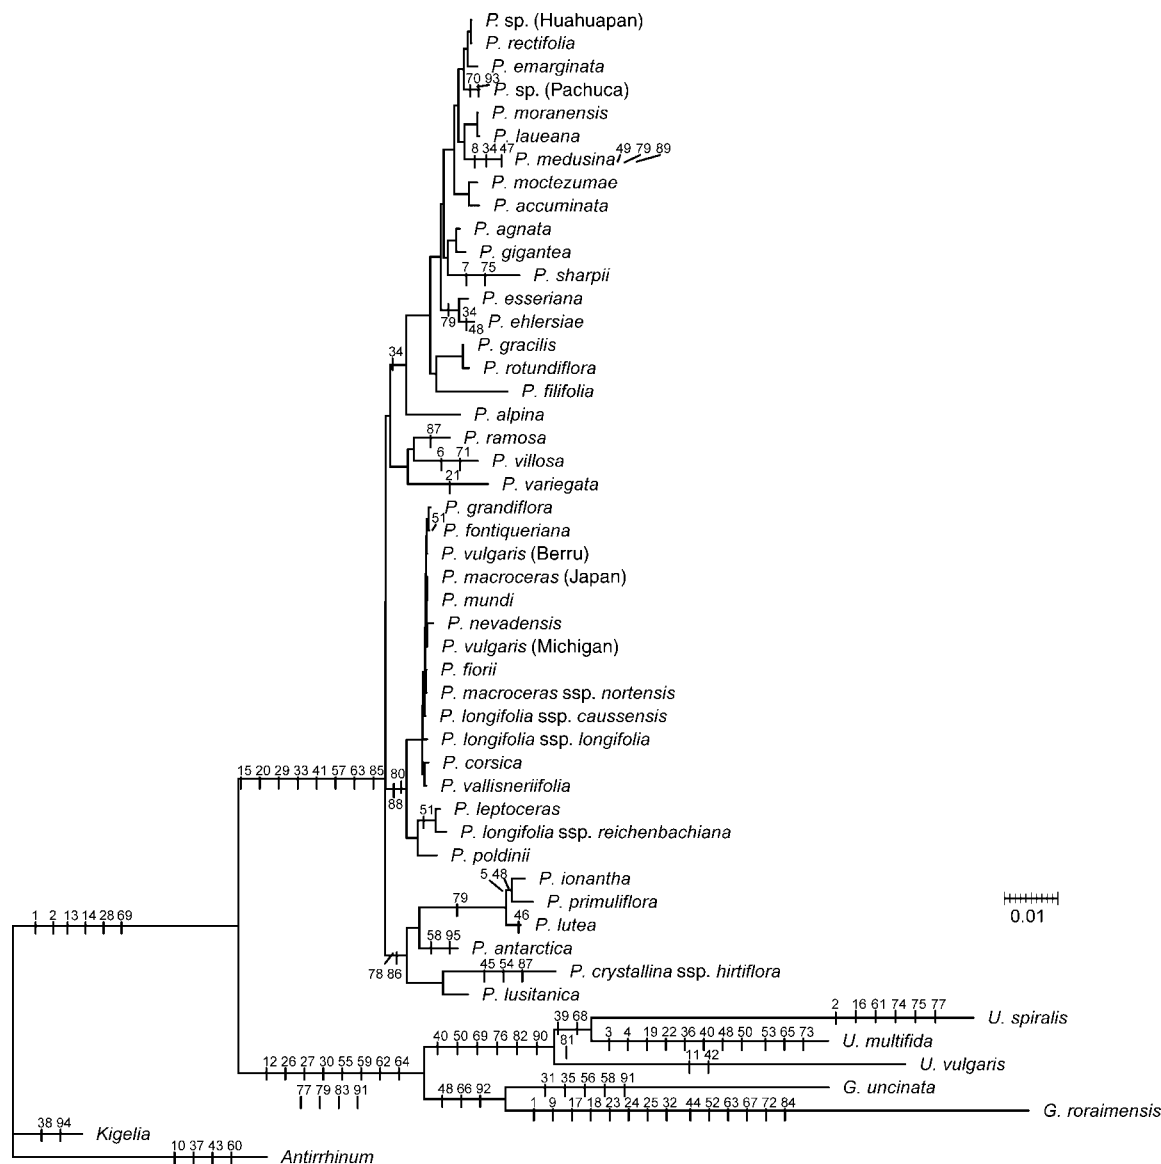 P. sp. (Huahuapan)
P. rectifolia
P. emarginata
70 93
P. sp. (Pachuca)
P. moranensis
P. laueana
8 34 47
P. medusina
49 79 89
P. moctezumae
P. accuminata
P. agnata
P. gigantea
7 75
P. sharpii
P. esseriana
79
34
48
P. ehlersiae
P. gracilis
34
P. rotundiflora
P. filifolia
P. alpina
87
P. ramosa
6 71
P. villosa
21
P. variegata
P. grandiflora
51
P. fontiqueriana
P. vulgaris (Berru)
P. macroceras (Japan)
P. mundi
P. nevadensis
P. vulgaris (Michigan)
P. fiorii
P. macroceras ssp. nortensis
P. longifolia ssp. caussensis
P. longifolia ssp. longifolia
P. corsica
15 20 29 33 41 57 63 85
80
88
P. vallisneriifolia
51
P. leptoceras
P. longifolia ssp. reichenbachiana
P. poldinii
5 48
P. ionantha
79
P. primuliflora
0.01
46
P. lutea
1 2 13 14 28 69
58 95
P. antarctica
78 86
45 54 87
P. crystallina ssp. hirtiflora
P. lusitanica
2 16 61 74 75 77
U. spiralis
39 68
3 4 19 22 36 40 48 50 53 65 73
U. multifida
40 50 69 76 82 90
81
11 42
U. vulgaris
12 26 27 30 55 59 62 64
77 79 83 91
31 35 56 58 91
G. uncinata
48 66 92
1 9 17 18 23 24 25 32 44 52 63 67 72 84
G. roraimensis
38 94
Kigelia
10 37 43 60
Antirrhinum